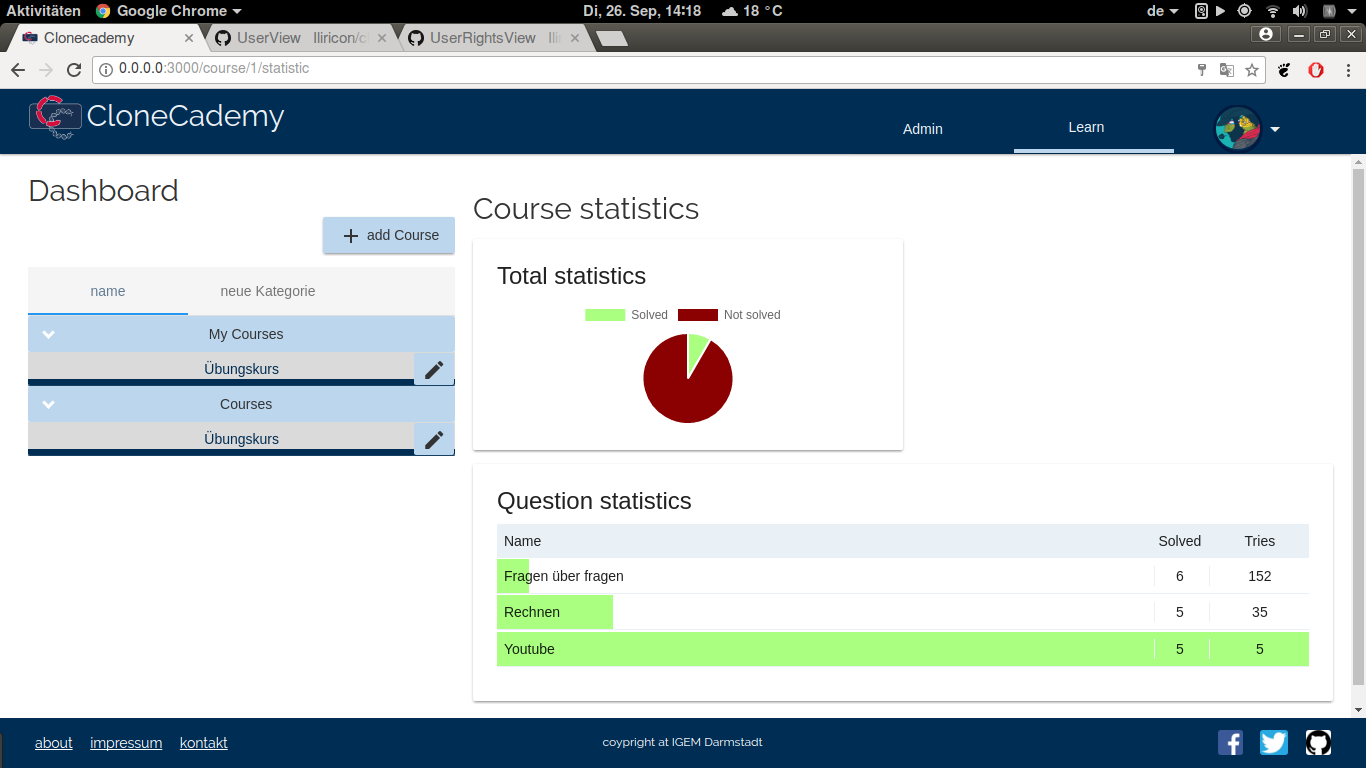 Aktivitäten Google Chrome Di, 26. Sep, 14:18 18 °C de
Clonecademy UserView Iliricon/cl UserRightsView Ili
0.0.0.0:3000/course/1/statistic
CloneCademy Admin Learn
Dashboard
add Course
name neue Kategorie
My Courses
Übungskurs
Courses
Übungskurs
Course statistics
Total statistics
Solved Not solved
Question statistics
Name Solved Tries
Fragen über fragen 6 152
Rechnen 5 35
Youtube 5 5
about impressum kontakt coypright at IGEM Darmstadt